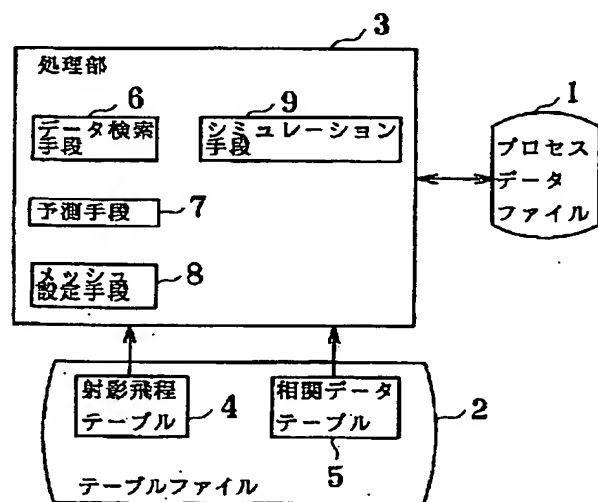 3
処理部
6
データ検索
手段
9
シミュレーション
手段
1
プロセス
データ
ファイル
予測手段
7
メッシュ
設定手段
8
射影飛程
テーブル
4
相関データ
テーブル
5
2
テーブルファイル